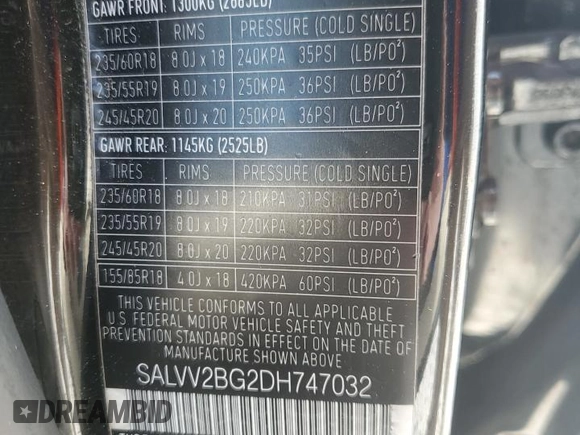 GAWR FRONT: 1300KG (2865LB)
TIRES RIMS PRESSURE (COLD SINGLE)
235/60R18 8.0J x 18 240KPA 35PSI (LB/PO²)
235/55R19 8.0J x 19 250KPA 36PSI (LB/PO²)
245/45R20 8.0J x 20 250KPA 36PSI (LB/PO²)
GAWR REAR: 1145KG (2525LB)
TIRES RIMS PRESSURE (COLD SINGLE)
235/60R18 8.0J x 18 210KPA 31PSI (LB/PO²)
235/55R19 8.0J x 19 220KPA 32PSI (LB/PO²)
245/45R20 8.0J x 20 220KPA 32PSI (LB/PO²)
155/85R18 4.0J x 18 420KPA 60PSI (LB/PO²)
THIS VEHICLE CONFORMS TO ALL APPLICABLE
U.S. FEDERAL MOTOR VEHICLE SAFETY AND THEFT
PREVENTION STANDARDS IN EFFECT ON THE DATE
OF MANUFACTURE SHOWN ABOVE.
SALVV2BG2DH747032
DREAMBID